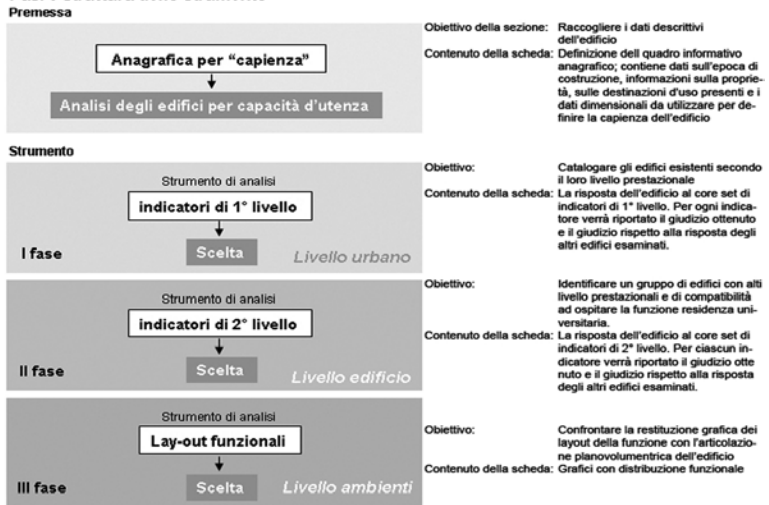 Premessa
Anagrafica per “capienza”
Analisi degli edifici per capacità d'utenza
Obiettivo della sezione: Raccogliere i dati descrittivi
dell'edificio
Contenuto della scheda: Definizione dell quadro informativo
anagrafico; contiene dati sull'epoca di
costruzione, informazioni sulla proprie-
tà, sulle destinazioni d'uso presenti e i
dati dimensionali da utilizzare per de-
finire la capienza dell'edificio
Strumento
Strumento di analisi
indicatori di 1° livello
Scelta
I fase
Livello urbano
Obiettivo: Catalogare gli edifici esistenti secondo
il loro livello prestazionale
Contenuto della scheda: La risposta dell'edificio al core set di
indicatori di 1° livello. Per ogni indica-
tore verrà riportato il giudizio ottenuto
e il giudizio rispetto alla risposta degli
altri edifici esaminati.
Strumento di analisi
indicatori di 2° livello
Scelta
II fase
Livello edificio
Obiettivo: Identificare un gruppo di edifici con alti
livello prestazionali e di compatibilità
ad ospitare la funzione residenza uni-
versitaria.
Contenuto della scheda: La risposta dell'edificio al core set di
indicatori di 2° livello. Per ciascun in-
dicatore verrà riportato il giudizio otte
nuto e il giudizio rispetto alla risposta
degli altri edifici esaminati.
Strumento di analisi
Lay-out funzionali
Scelta
III fase
Livello ambienti
Obiettivo: Confrontare la restituzione grafica dei
layout della funzione con l'articolazio-
ne planovolumentrica dell'edificio
Contenuto della scheda: Grafici con distribuzione funzionale